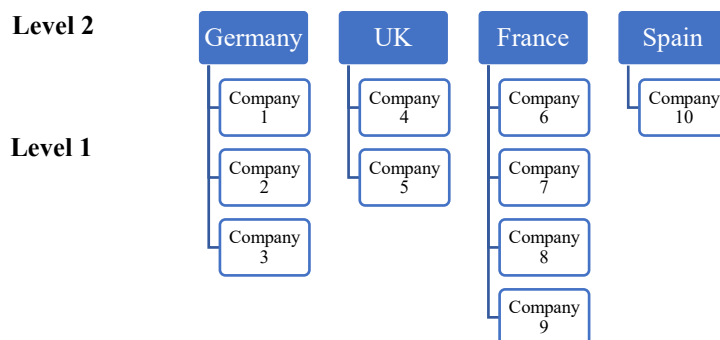 Level 2
Germany
UK
France
Spain
Level 1
Company
1
Company
2
Company
3
Company
4
Company
5
Company
6
Company
7
Company
8
Company
9
Company
10